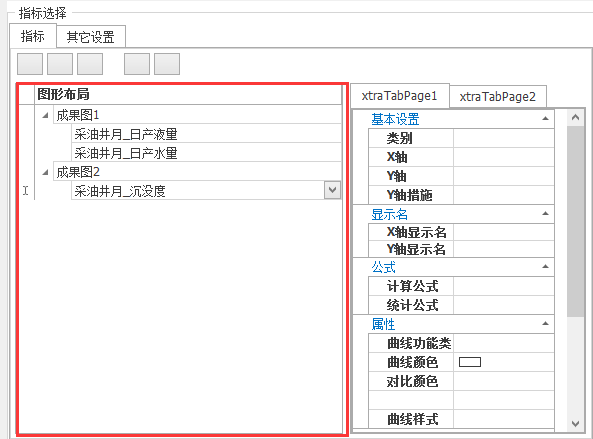 指标选择
指标 其它设置
图形布局
成果图1
采油井月_日产液量
采油井月_日产水量
成果图2
采油井月_沉没度
xtraTabPage1 xtraTabPage2
基本设置
类别
X轴
Y轴
Y轴措施
显示名
X轴显示名
Y轴显示名
公式
计算公式
统计公式
属性
曲线功能类
曲线颜色
对比颜色
曲线样式